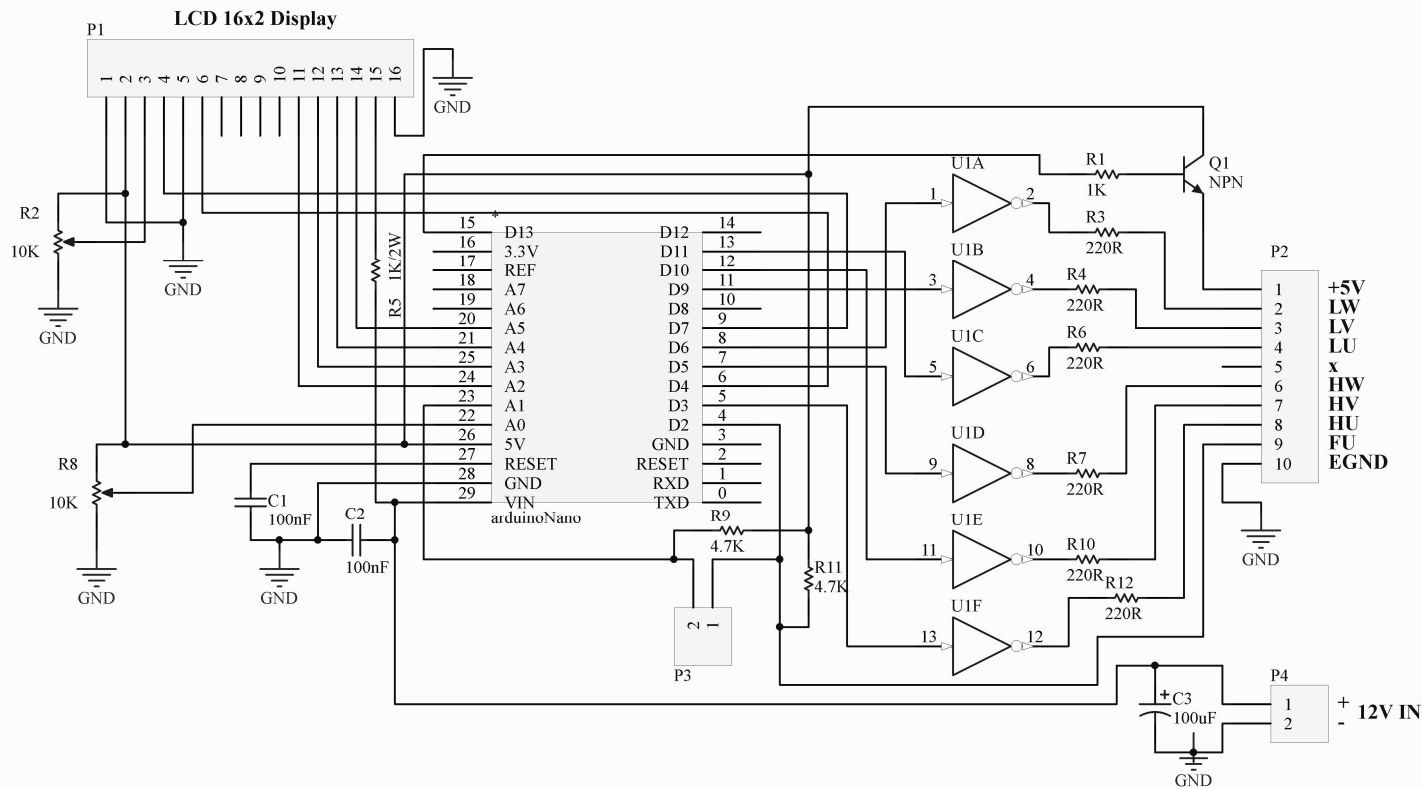 LCD 16x2 Display
P1
1 2 3 4 5 6 7 8 9 10 11 12 13 14 15 16
GND
R2
10K
GND
GND
R5 1K/2W
*
15 D13
16 3.3V
17 REF
18 A7
19 A6
20 A5
21 A4
25 A3
24 A2
23 A1
22 A0
26 5V
27 RESET
28 GND
29 VIN
D12 14
D11 13
D10 12
D9 11
D8 10
D7 9
D6 8
D5 7
D4 6
D3 5
D2 4
GND 3
RESET 2
RXD 1
TXD 0
arduinoNano
R8
10K
GND
C1
100nF
C2
100nF
GND
R9
4.7K
R11
4.7K
2 1
P3
U1A
1 2
U1B
3 4
U1C
5 6
U1D
9 8
U1E
11 10
U1F
13 12
R1
1K
Q1
NPN
R3
220R
R4
220R
R6
220R
R7
220R
R10
220R
R12
220R
P2
1 +5V
2 LW
3 LV
4 LU
5 x
6 HW
7 HV
8 HU
9 FU
10 EGND
GND
P4
1 +
2 -
12V IN
+
C3
100uF
GND